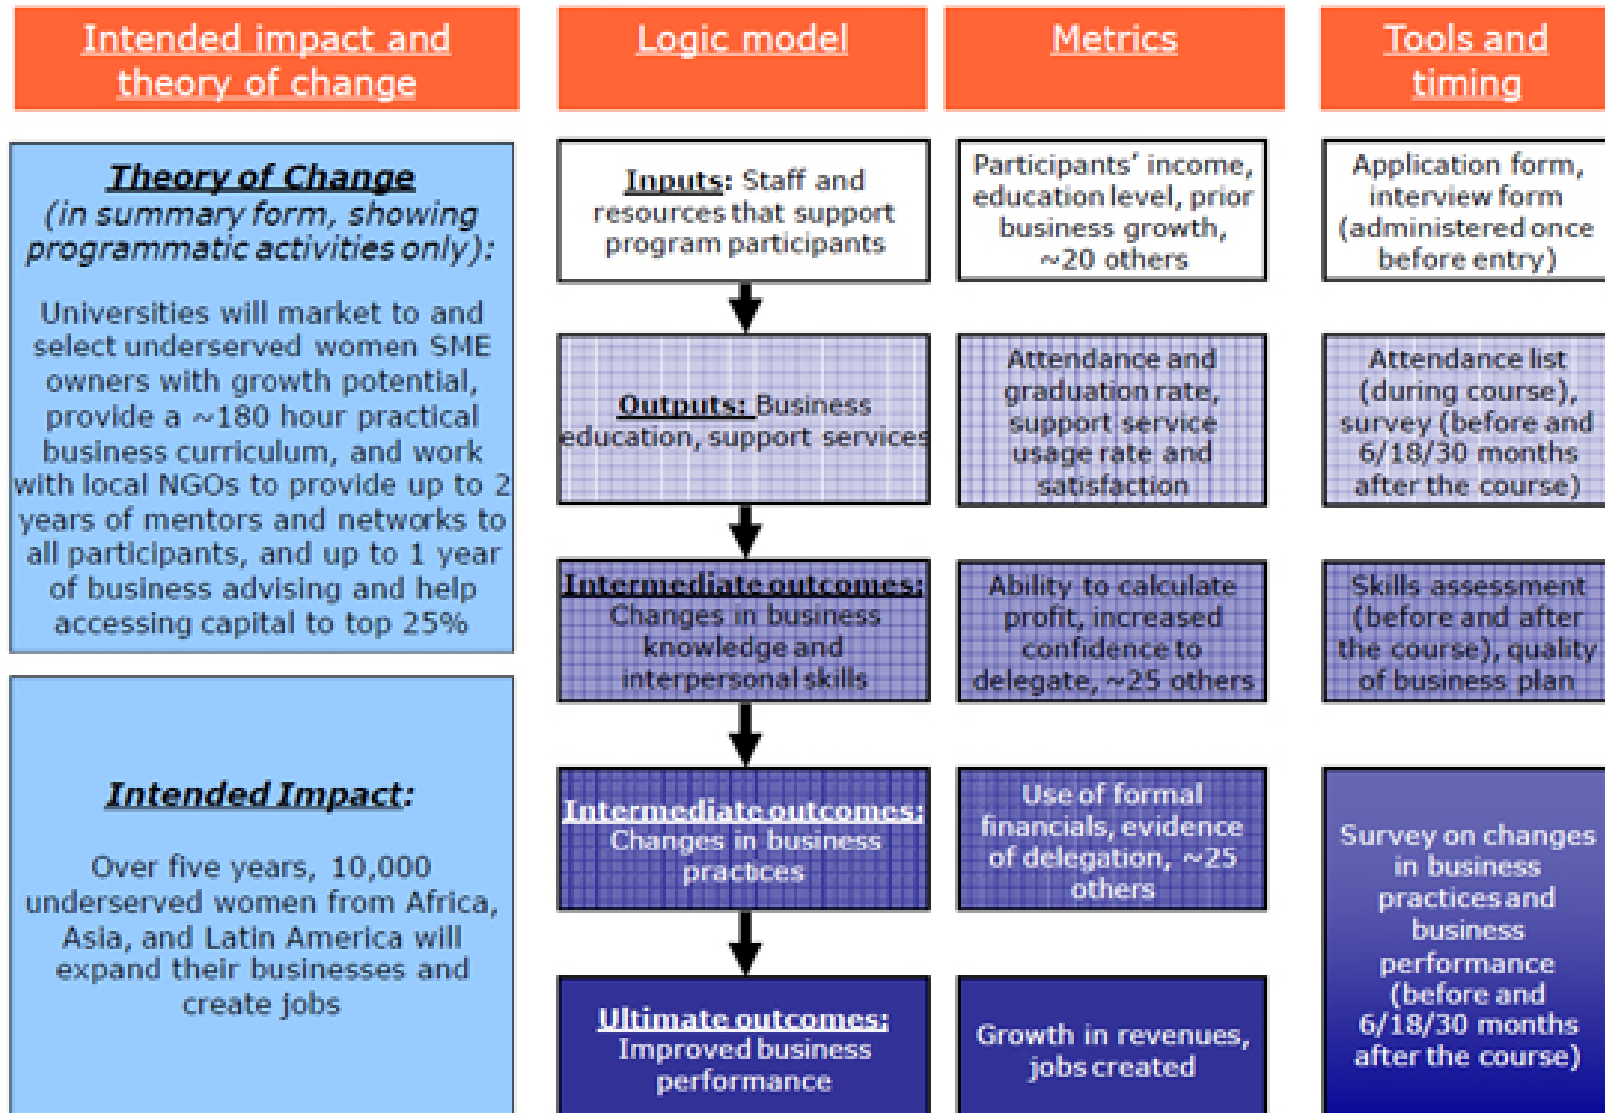 Intended impact and
theory of change
Logic model
Metrics
Tools and
timing
Theory of Change
(in summary form, showing
programmatic activities only):
Universities will market to and
select underserved women SME
owners with growth potential,
provide a ~180 hour practical
business curriculum, and work
with local NGOs to provide up to 2
years of mentors and networks to
all participants, and up to 1 year
of business advising and help
accessing capital to top 25%
Intended Impact:
Over five years, 10,000
underserved women from Africa,
Asia, and Latin America will
expand their businesses and
create jobs
Inputs: Staff and
resources that support
program participants
Participants' income,
education level, prior
business growth,
~20 others
Application form,
interview form
(administered once
before entry)
Outputs: Business
education, support services
Attendance and
graduation rate,
support service
usage rate and
satisfaction
Attendance list
(during course),
survey (before and
6/18/30 months
after the course)
Intermediate outcomes:
Changes in business
knowledge and
interpersonal skills
Ability to calculate
profit, increased
confidence to
delegate, ~25 others
Skills assessment
(before and after
the course), quality
of business plan
Intermediate outcomes:
Changes in business
practices
Use of formal
financials, evidence
of delegation, ~25
others
Survey on changes
in business
practices and
business
performance
(before and
6/18/30 months
after the course)
Ultimate outcomes:
Improved business
performance
Growth in revenues,
jobs created